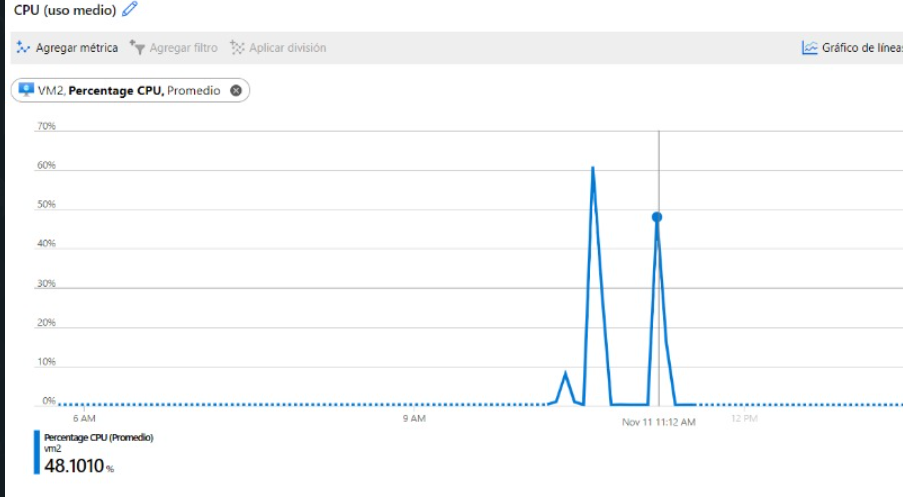 CPU (uso medio)
Agregar métrica Agregar filtro Aplicar división Gráfico de líneas
VM2, Percentage CPU, Promedio
70%
60%
50%
40%
30%
20%
10%
0%
6 AM 9 AM Nov 11 11:12 AM 12 PM
Percentage CPU (Promedio)
vm2
48.1010 %